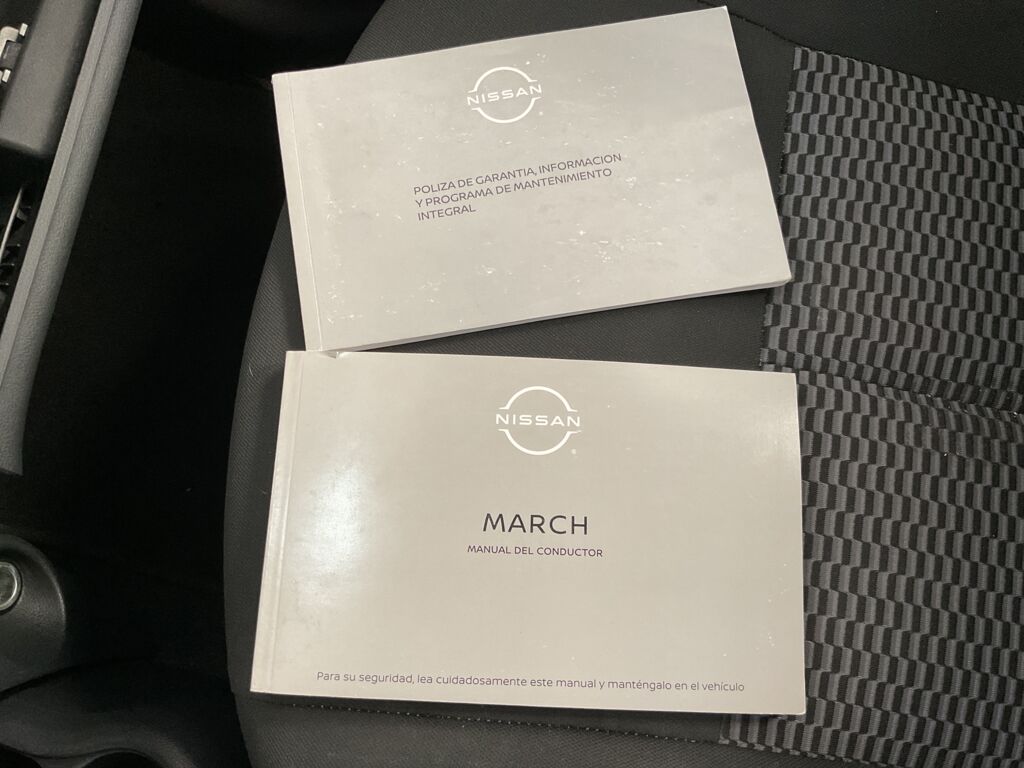 NISSAN
POLIZA DE GARANTIA, INFORMACION
Y PROGRAMA DE MANTENIMIENTO
INTEGRAL
NISSAN
MARCH
MANUAL DEL CONDUCTOR
Para su seguridad, lea cuidadosamente este manual y manténgalo en el vehículo